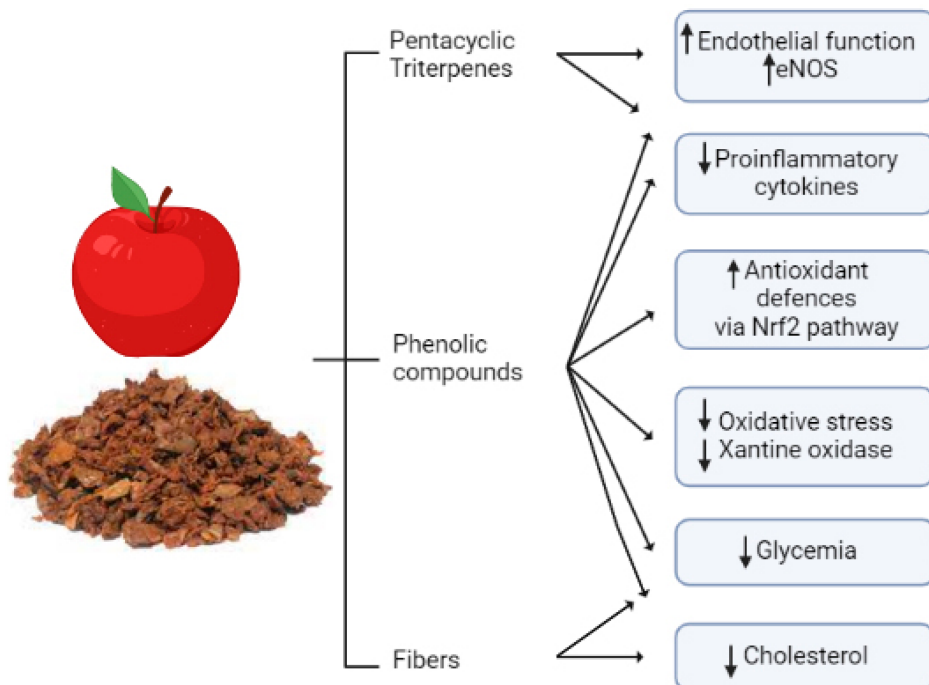 Pentacyclic
Triterpenes
Phenolic
compounds
Fibers
↑ Endothelial function
↑eNOS
↓ Proinflammatory
cytokines
↑ Antioxidant
defences
via Nrf2 pathway
↓ Oxidative stress
↓ Xantine oxidase
↓ Glycemia
↓ Cholesterol